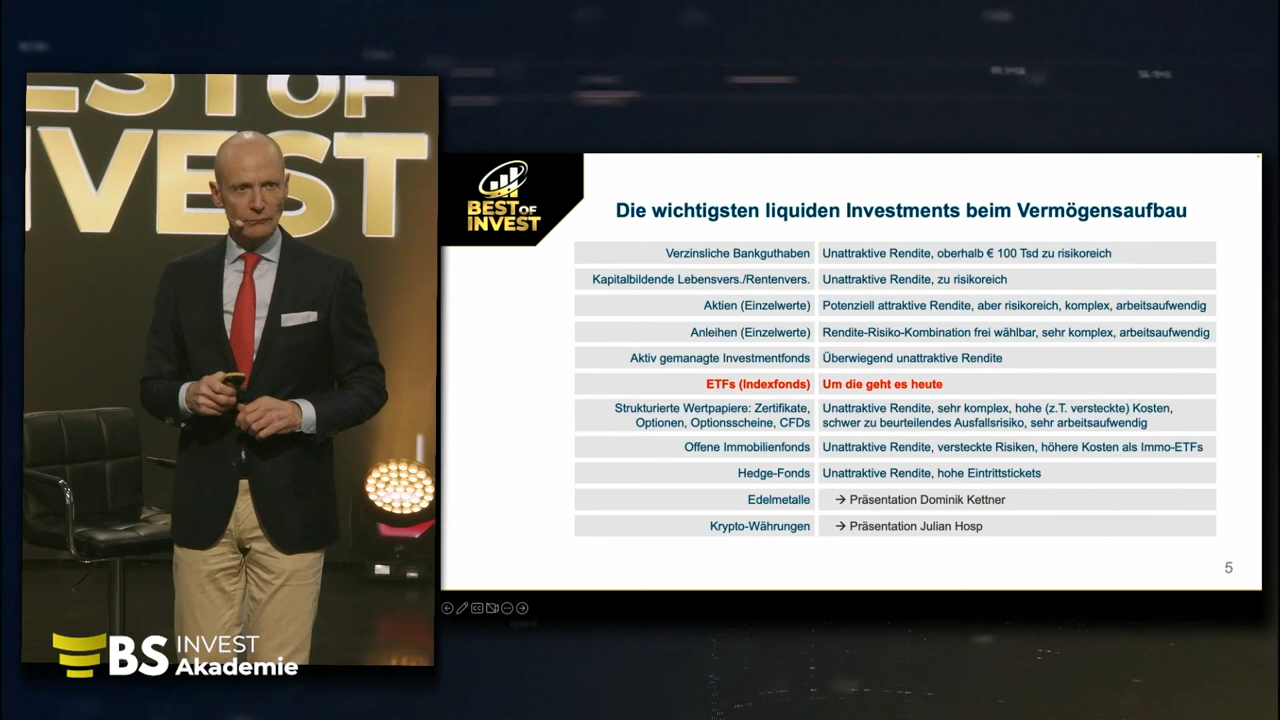 BEST OF
INVEST
BS INVEST
Akademie
BEST OF
INVEST
Die wichtigsten liquiden Investments beim Vermögensaufbau
Verzinsliche Bankguthaben Unattraktive Rendite, oberhalb € 100 Tsd zu risikoreich
Kapitalbildende Lebensvers./Rentenvers. Unattraktive Rendite, zu risikoreich
Aktien (Einzelwerte) Potenziell attraktive Rendite, aber risikoreich, komplex, arbeitsaufwendig
Anleihen (Einzelwerte) Rendite-Risiko-Kombination frei wählbar, sehr komplex, arbeitsaufwendig
Aktiv gemanagte Investmentfonds Überwiegend unattraktive Rendite
ETFs (Indexfonds) Um die geht es heute
Strukturierte Wertpapiere: Zertifikate, Unattraktive Rendite, sehr komplex, hohe (z.T. versteckte) Kosten,
Optionen, Optionsscheine, CFDs schwer zu beurteilendes Ausfallsrisiko, sehr arbeitsaufwendig
Offene Immobilienfonds Unattraktive Rendite, versteckte Risiken, höhere Kosten als Immo-ETFs
Hedge-Fonds Unattraktive Rendite, hohe Eintrittstickets
Edelmetalle → Präsentation Dominik Kettner
Krypto-Währungen → Präsentation Julian Hosp
5